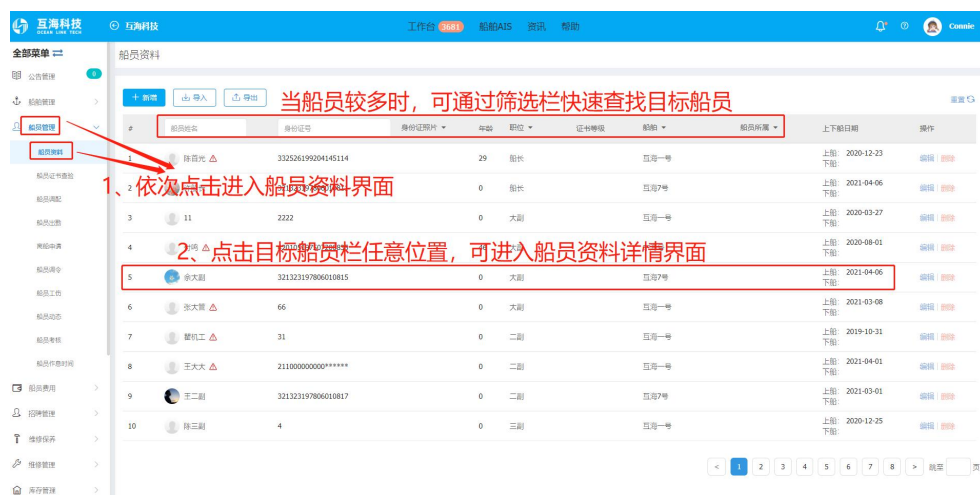 互海科技
OCEAN LINK TECH
互海科技
工作台 3681 船舶AIS 资讯 帮助
Connie
全部菜单
船员资料
公告管理 0
船舶管理
船员管理
船员资料
船员证书查验
船员调配
船员出勤
离船申请
船员调令
船员工伤
船员动态
船员考核
船员作息时间
船员费用
招聘管理
维修保养
维修管理
库存管理
+ 新增 导入 导出
当船员较多时，可通过筛选栏快速查找目标船员
重置
# 船员姓名 身份证号 身份证照片 年龄 职位 证书等级 船舶 船员所属 上下船日期 操作
1 陈首光 332526199204145114 29 船长 互海一号 上船: 2020-12-23 下船: 编辑 删除
1、依次点击进入船员资料界面
2 0 船长 互海7号 上船: 2021-04-06 下船: 编辑 删除
3 11 2222 0 大副 互海一号 上船: 2020-03-27 下船: 编辑 删除
2、点击目标船员栏任意位置，可进入船员资料详情界面
4 互海一号 上船: 2020-08-01 下船: 编辑 删除
5 余大副 321323197806010815 0 大副 互海7号 上船: 2021-04-06 下船: 编辑 删除
6 张大管 66 0 大副 互海一号 上船: 2021-03-08 下船: 编辑 删除
7 翟机工 31 0 二副 互海一号 上船: 2019-10-31 下船: 编辑 删除
8 王大大 211000000000****** 0 二副 互海一号 上船: 2021-04-01 下船: 编辑 删除
9 王二副 321323197806010817 0 二副 互海7号 上船: 2021-03-01 下船: 编辑 删除
10 陈三副 4 0 三副 互海一号 上船: 2020-12-25 下船: 编辑 删除
< 1 2 3 4 5 6 7 8 > 跳至 页